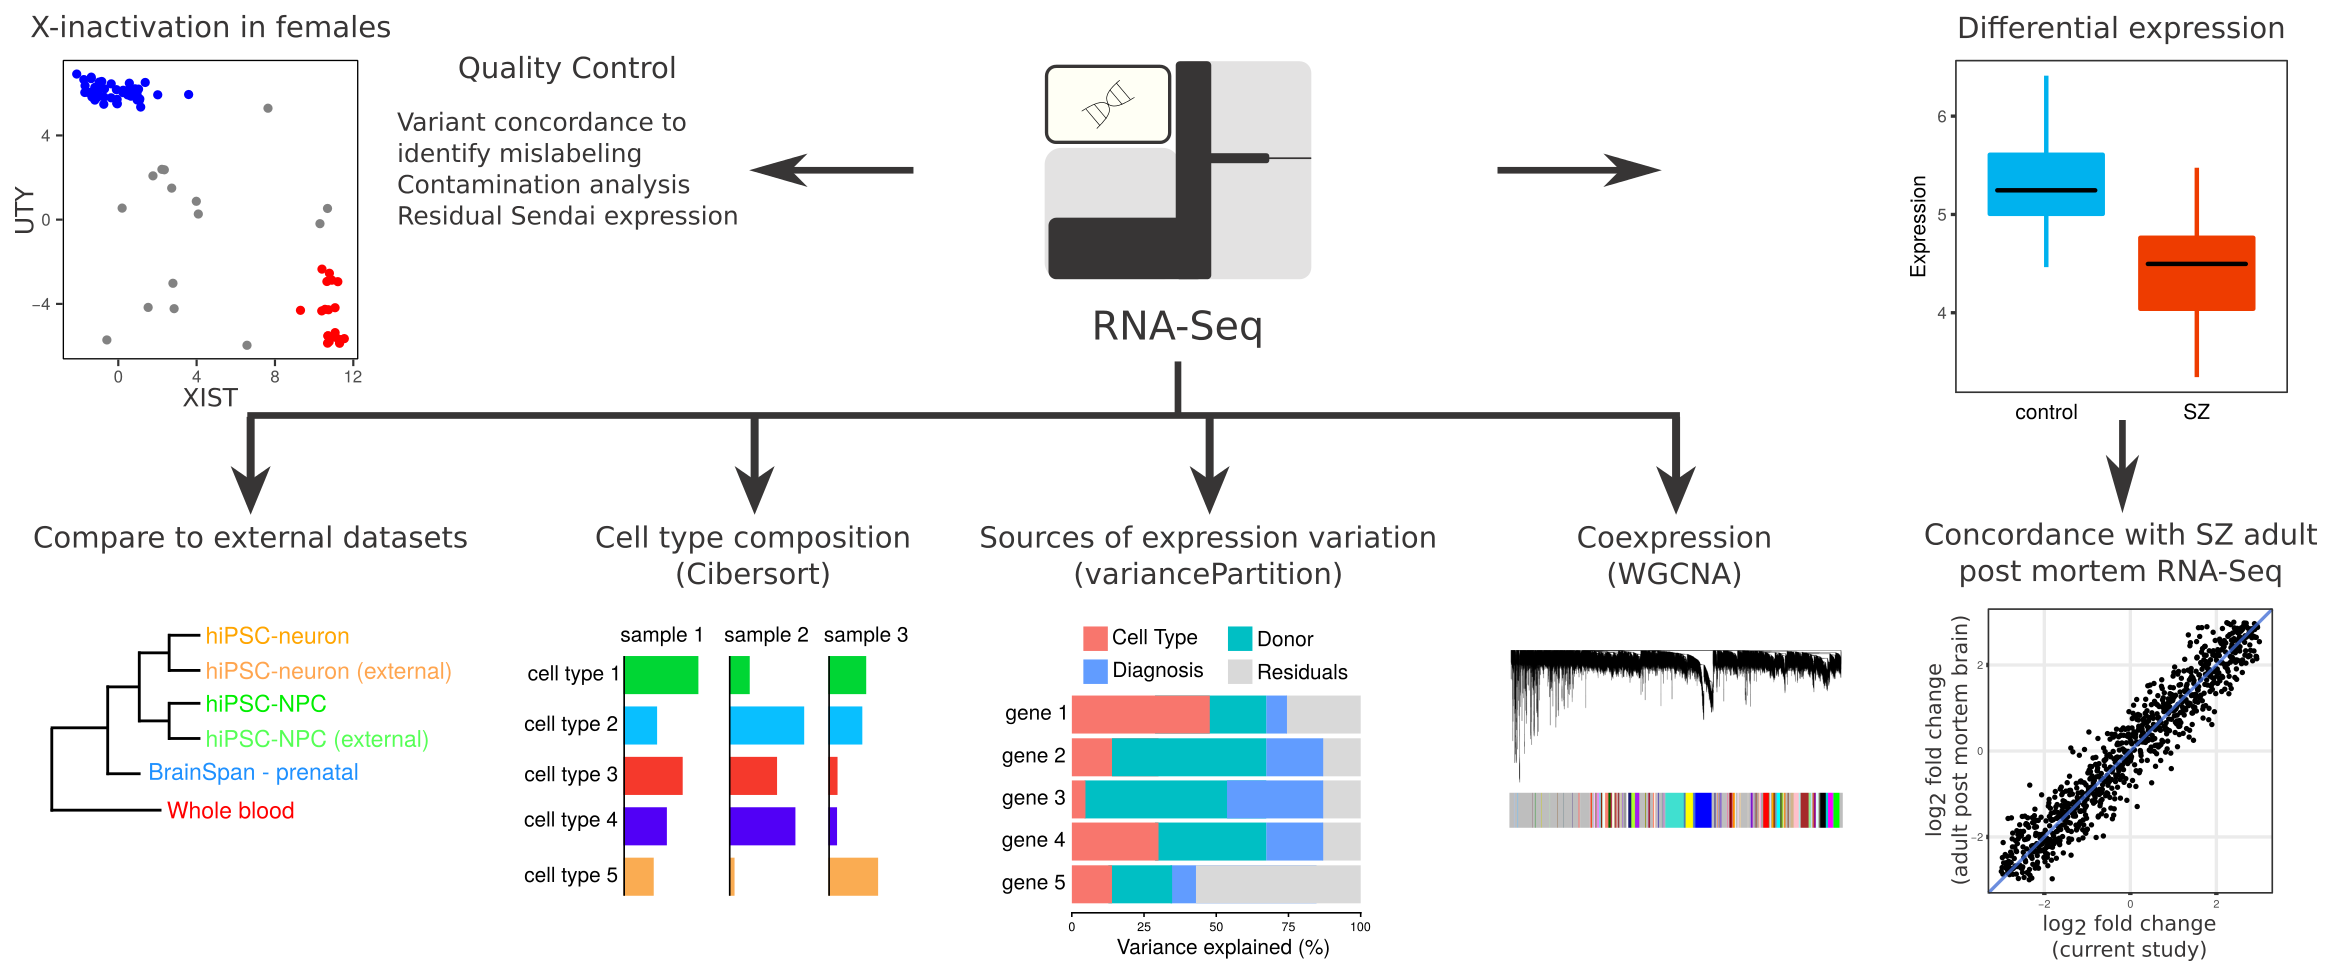 X-inactivation in females
UTY
4
0
−4
0
4
8
12
XIST
Quality Control
Variant concordance to
identify mislabeling
Contamination analysis
Residual Sendai expression
RNA-Seq
Differential expression
Expression
6
5
4
control
SZ
Compare to external datasets
hiPSC-neuron
hiPSC-neuron (external)
hiPSC-NPC
hiPSC-NPC (external)
BrainSpan - prenatal
Whole blood
Cell type composition
(Cibersort)
sample 1
sample 2
sample 3
cell type 1
cell type 2
cell type 3
cell type 4
cell type 5
Sources of expression variation
(variancePartition)
Cell Type
Donor
Diagnosis
Residuals
gene 1
gene 2
gene 3
gene 4
gene 5
0
25
50
75
100
Variance explained (%)
Coexpression
(WGCNA)
Concordance with SZ adult
post mortem RNA-Seq
log2 fold change
(adult post mortem brain)
2
0
−2
−2
0
2
log2 fold change
(current study)